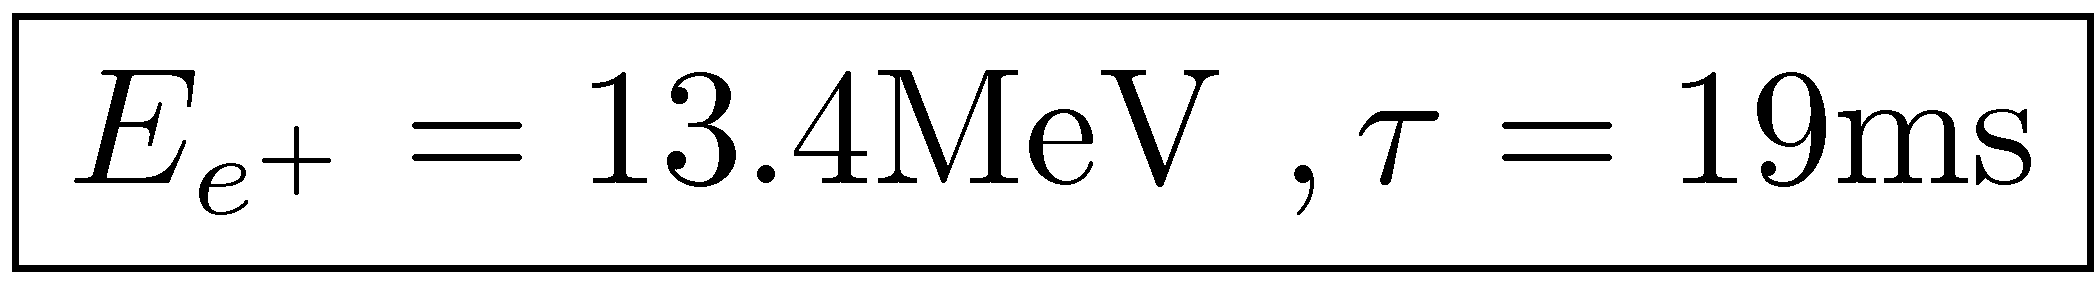 E_{e^+} = 13.4MeV , τ = 19ms